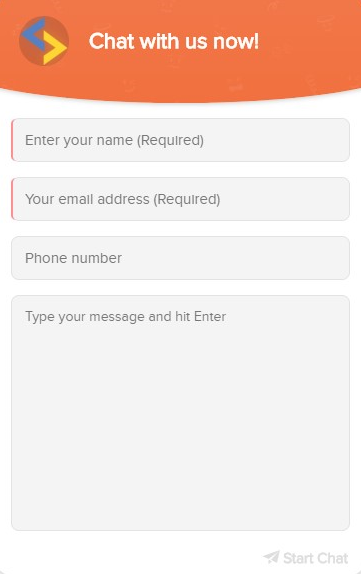 Chat with us now!
Enter your name (Required)
Your email address (Required)
Phone number
Type your message and hit Enter
Start Chat